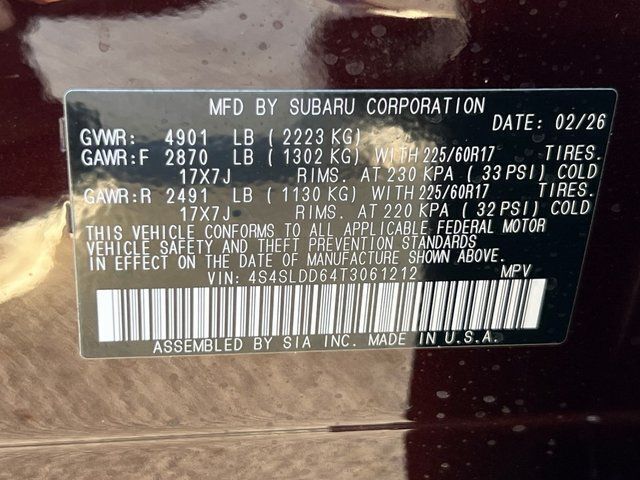 MFD BY SUBARU CORPORATION
DATE: 02/26
GVWR: 4901 LB ( 2223 KG)
GAWR:F 2870 LB ( 1302 KG) WITH 225/60R17 TIRES.
17X7J RIMS. AT 230 KPA ( 33 PSI) COLD
GAWR:R 2491 LB ( 1130 KG) WITH 225/60R17 TIRES.
17X7J RIMS. AT 220 KPA ( 32 PSI) COLD
THIS VEHICLE CONFORMS TO ALL APPLICABLE FEDERAL MOTOR
VEHICLE SAFETY AND THEFT PREVENTION STANDARDS
IN EFFECT ON THE DATE OF MANUFACTURE SHOWN ABOVE.
VIN: 4S4SLDD64T3061212 MPV
ASSEMBLED BY SIA INC. MADE IN U.S.A.